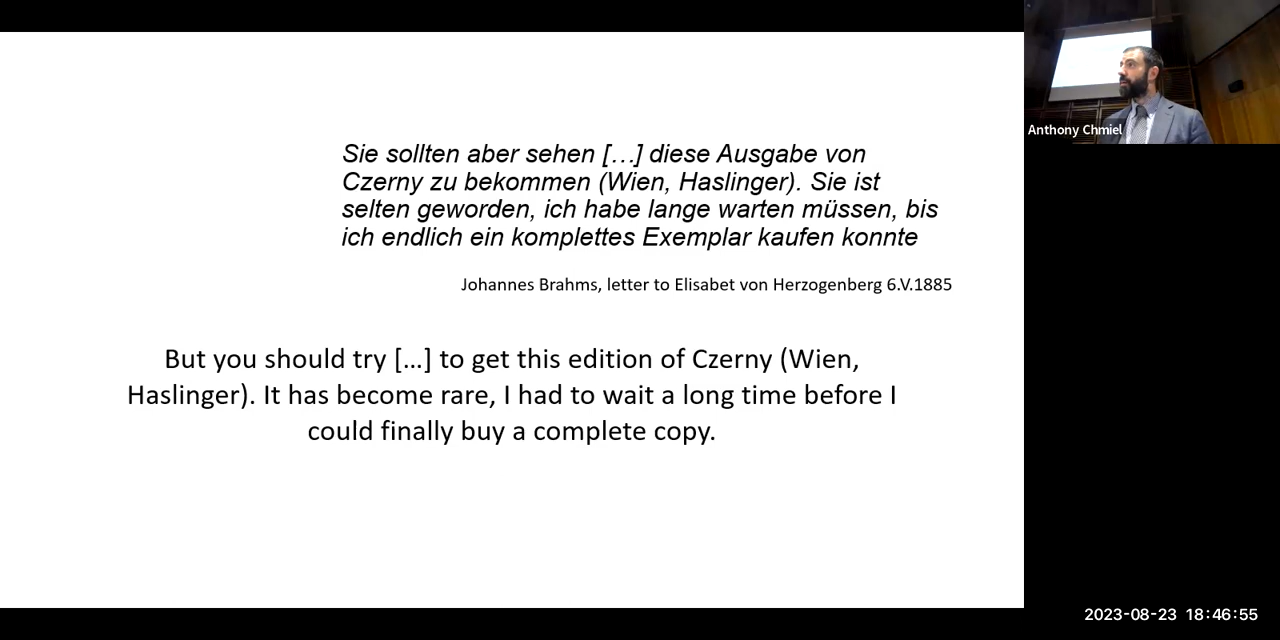 Sie sollten aber sehen […] diese Ausgabe von
Czerny zu bekommen (Wien, Haslinger). Sie ist
selten geworden, ich habe lange warten müssen, bis
ich endlich ein komplettes Exemplar kaufen konnte
Johannes Brahms, letter to Elisabet von Herzogenberg 6.V.1885
But you should try […] to get this edition of Czerny (Wien,
Haslinger). It has become rare, I had to wait a long time before I
could finally buy a complete copy.
Anthony Chmiel
2023-08-23 18:46:55